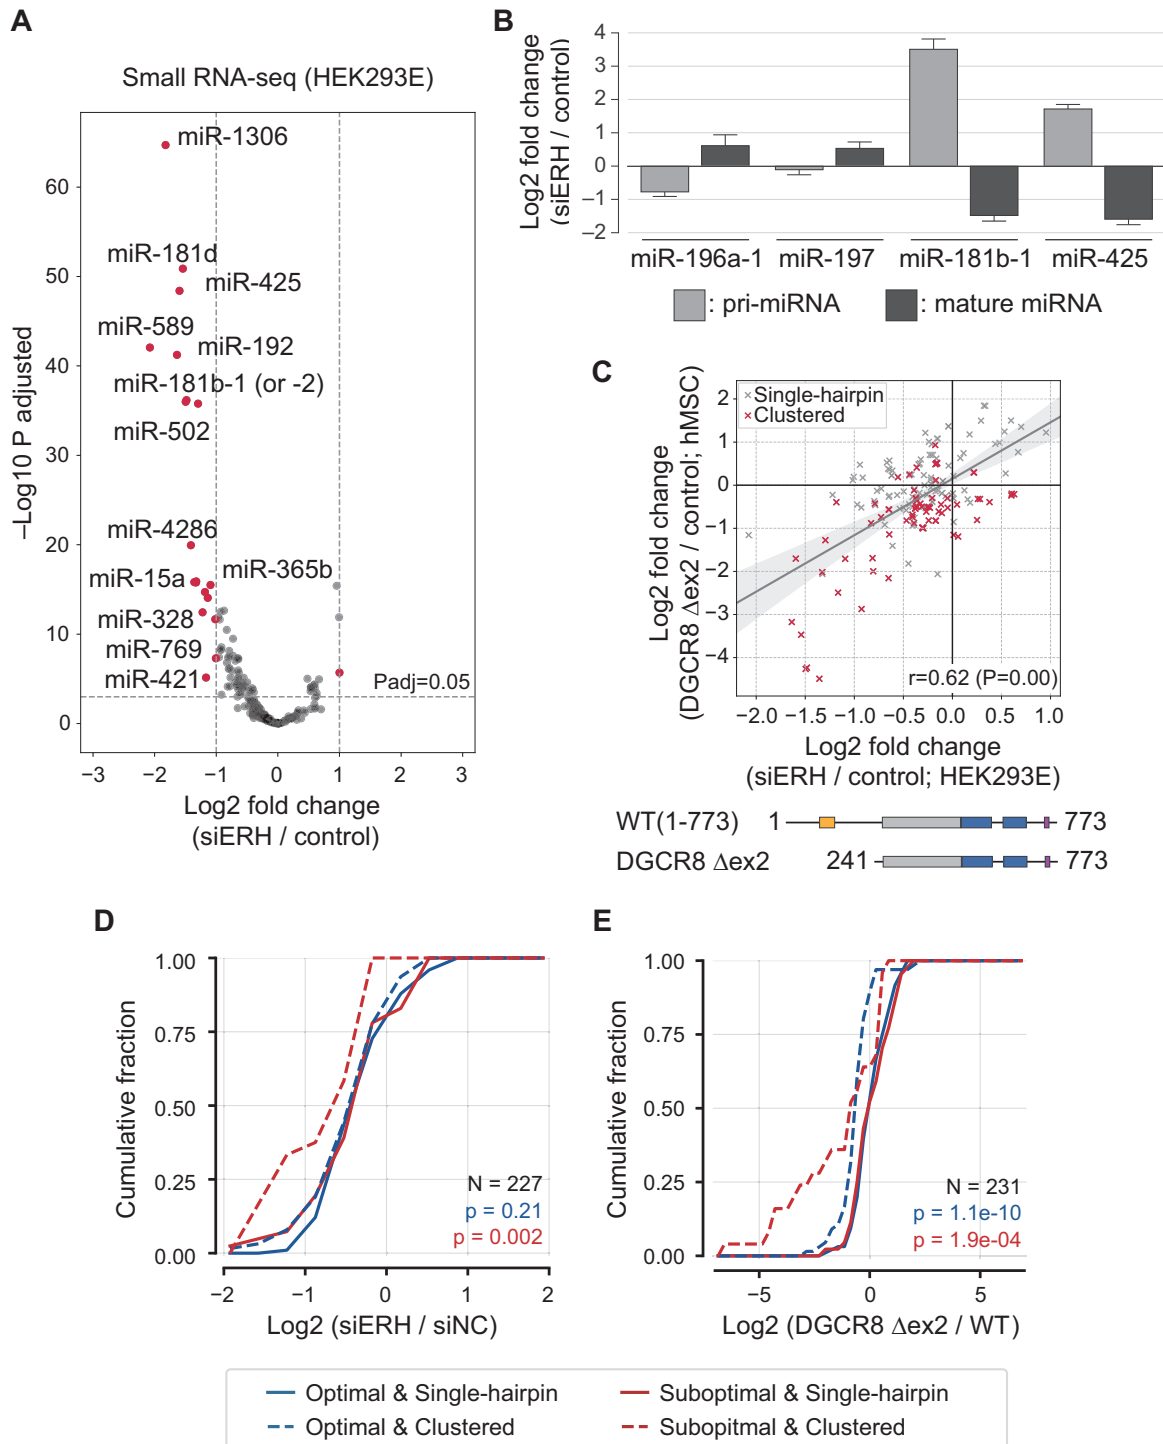 A
Small RNA-seq (HEK293E)
−Log10 P adjusted
60
50
40
30
20
10
0
miR-1306
miR-181d
miR-425
miR-589
miR-192
miR-181b-1 (or -2)
miR-502
miR-4286
miR-365b
miR-15a
miR-328
miR-769
miR-421
Padj=0.05
−3 −2 −1 0 1 2 3
Log2 fold change
(siERH / control)
B
Log2 fold change
(siERH / control)
4
3
2
1
0
−1
−2
miR-196a-1 miR-197 miR-181b-1 miR-425
: pri-miRNA : mature miRNA
C
Log2 fold change
(DGCR8 Δex2 / control; hMSC)
Single-hairpin
Clustered
2
1
0
−1
−2
−3
−4
r=0.62 (P=0.00)
−2.0 −1.5 −1.0 −0.5 0.0 0.5 1.0
Log2 fold change
(siERH / control; HEK293E)
WT(1-773) 1 773
DGCR8 Δex2 241 773
D
Cumulative fraction
1.00
0.75
0.50
0.25
0.00
N = 227
p = 0.21
p = 0.002
−2 −1 0 1 2
Log2 (siERH / siNC)
E
Cumulative fraction
1.00
0.75
0.50
0.25
0.00
N = 231
p = 1.1e-10
p = 1.9e-04
−5 0 5
Log2 (DGCR8 Δex2 / WT)
Optimal & Single-hairpin Suboptimal & Single-hairpin
Optimal & Clustered Subopitmal & Clustered